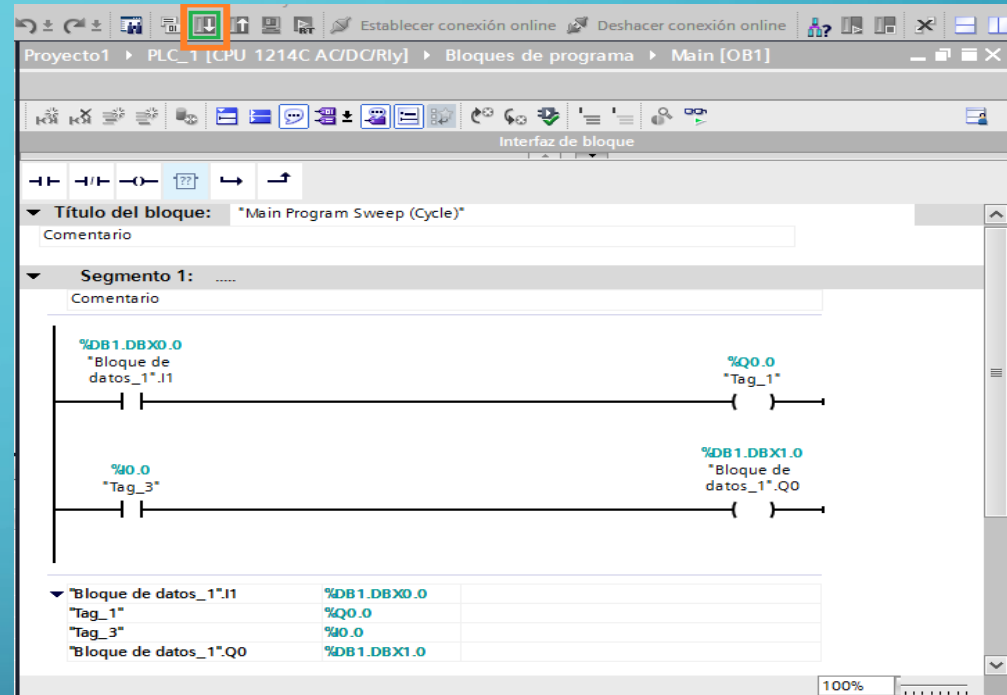 Establecer conexión online Deshacer conexión online
Proyecto1 PLC_1 [CPU 1214C AC/DC/Rly] Bloques de programa Main [OB1]
Interfaz de bloque
??
Título del bloque: "Main Program Sweep (Cycle)"
Comentario
Segmento 1: .....
Comentario
%DB1.DBX0.0
"Bloque de
datos_1".I1
%Q0.0
"Tag_1"
%I0.0
"Tag_3"
%DB1.DBX1.0
"Bloque de
datos_1".Q0
"Bloque de datos_1".I1 %DB1.DBX0.0
"Tag_1" %Q0.0
"Tag_3" %I0.0
"Bloque de datos_1".Q0 %DB1.DBX1.0
100%